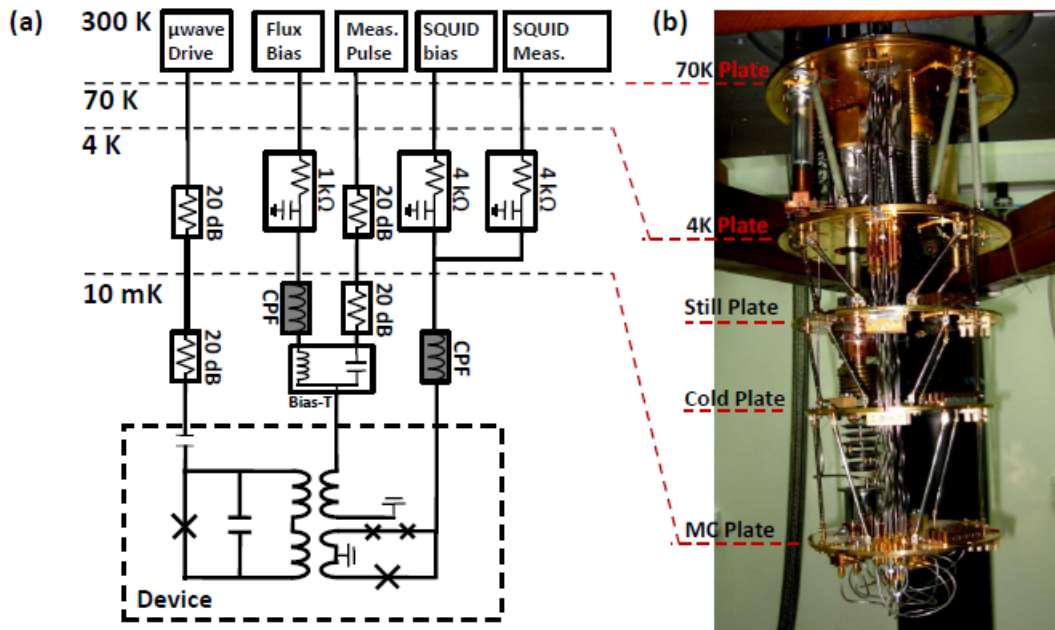 (a)
300 K
µwave
Drive
Flux
Bias
Meas.
Pulse
SQUID
bias
SQUID
Meas.
70 K
4 K
20 dB
1 kΩ
20 dB
4 kΩ
4 kΩ
10 mK
20 dB
CPF
20 dB
CPF
Bias-T
Device
(b)
70K Plate
4K Plate
Still Plate
Cold Plate
MC Plate